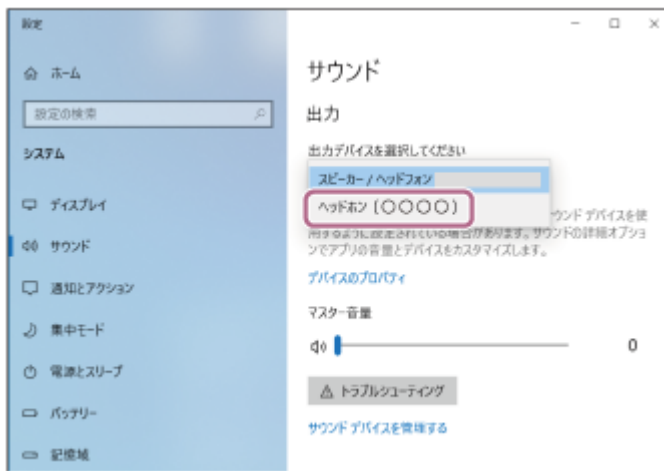 設定
ホーム
設定の検索
システム
ディスプレイ
サウンド
通知とアクション
集中モード
電源とスリープ
バッテリー
記憶域
サウンド
出力
出力デバイスを選択してください
スピーカー / ヘッドフォン
ヘッドホン (〇〇〇〇)
ウンド デバイスを使
用するように設定されている場合があります。サウンドの詳細オプショ
ンでアプリの音量とデバイスをカスタマイズします。
デバイスのプロパティ
マスター音量
0
トラブルシューティング
サウンド デバイスを管理する